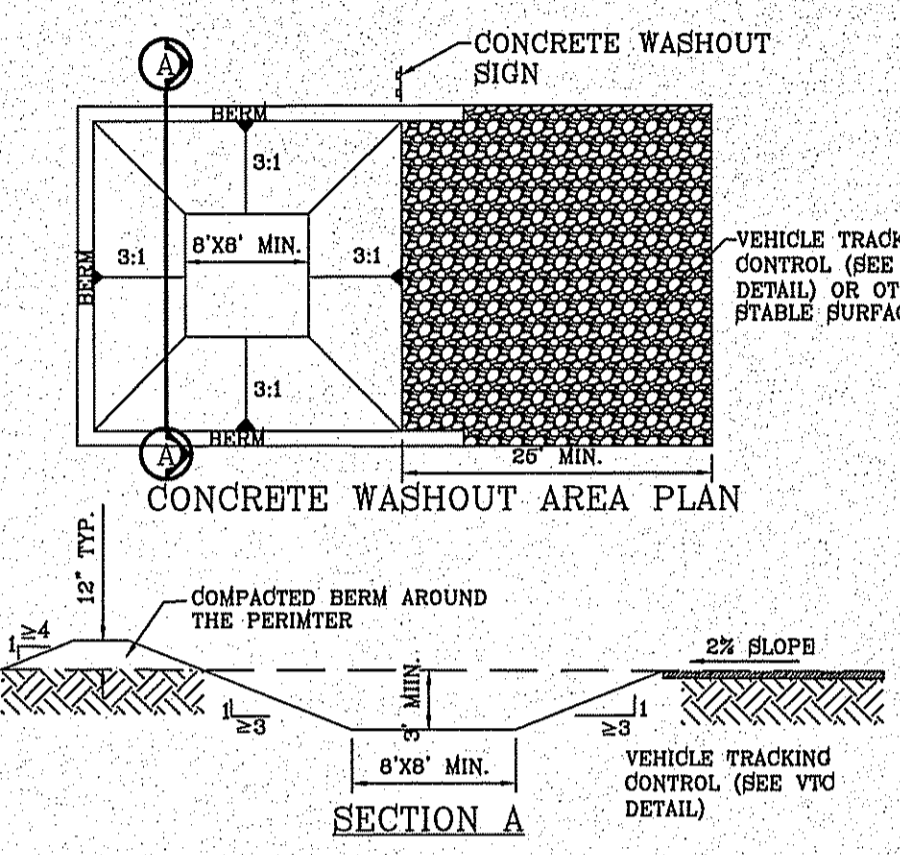 CONCRETE WASHOUT
SIGN
A
BERM
3:1
8'X8' MIN.
3:1
3:1
BERM
VEHICLE TRACK
CONTROL (SEE
DETAIL) OR OT
STABLE SURFAC
3:1
BERM
A
25' MIN.
CONCRETE WASHOUT AREA PLAN
12" TYP.
COMPACTED BERM AROUND
THE PERIMTER
1
≥4
2% SLOPE
3' MIIN.
1
≥3
≥3
1
8'X8' MIN.
VEHICLE TRACKING
CONTROL (SEE VTC
DETAIL)
SECTION A